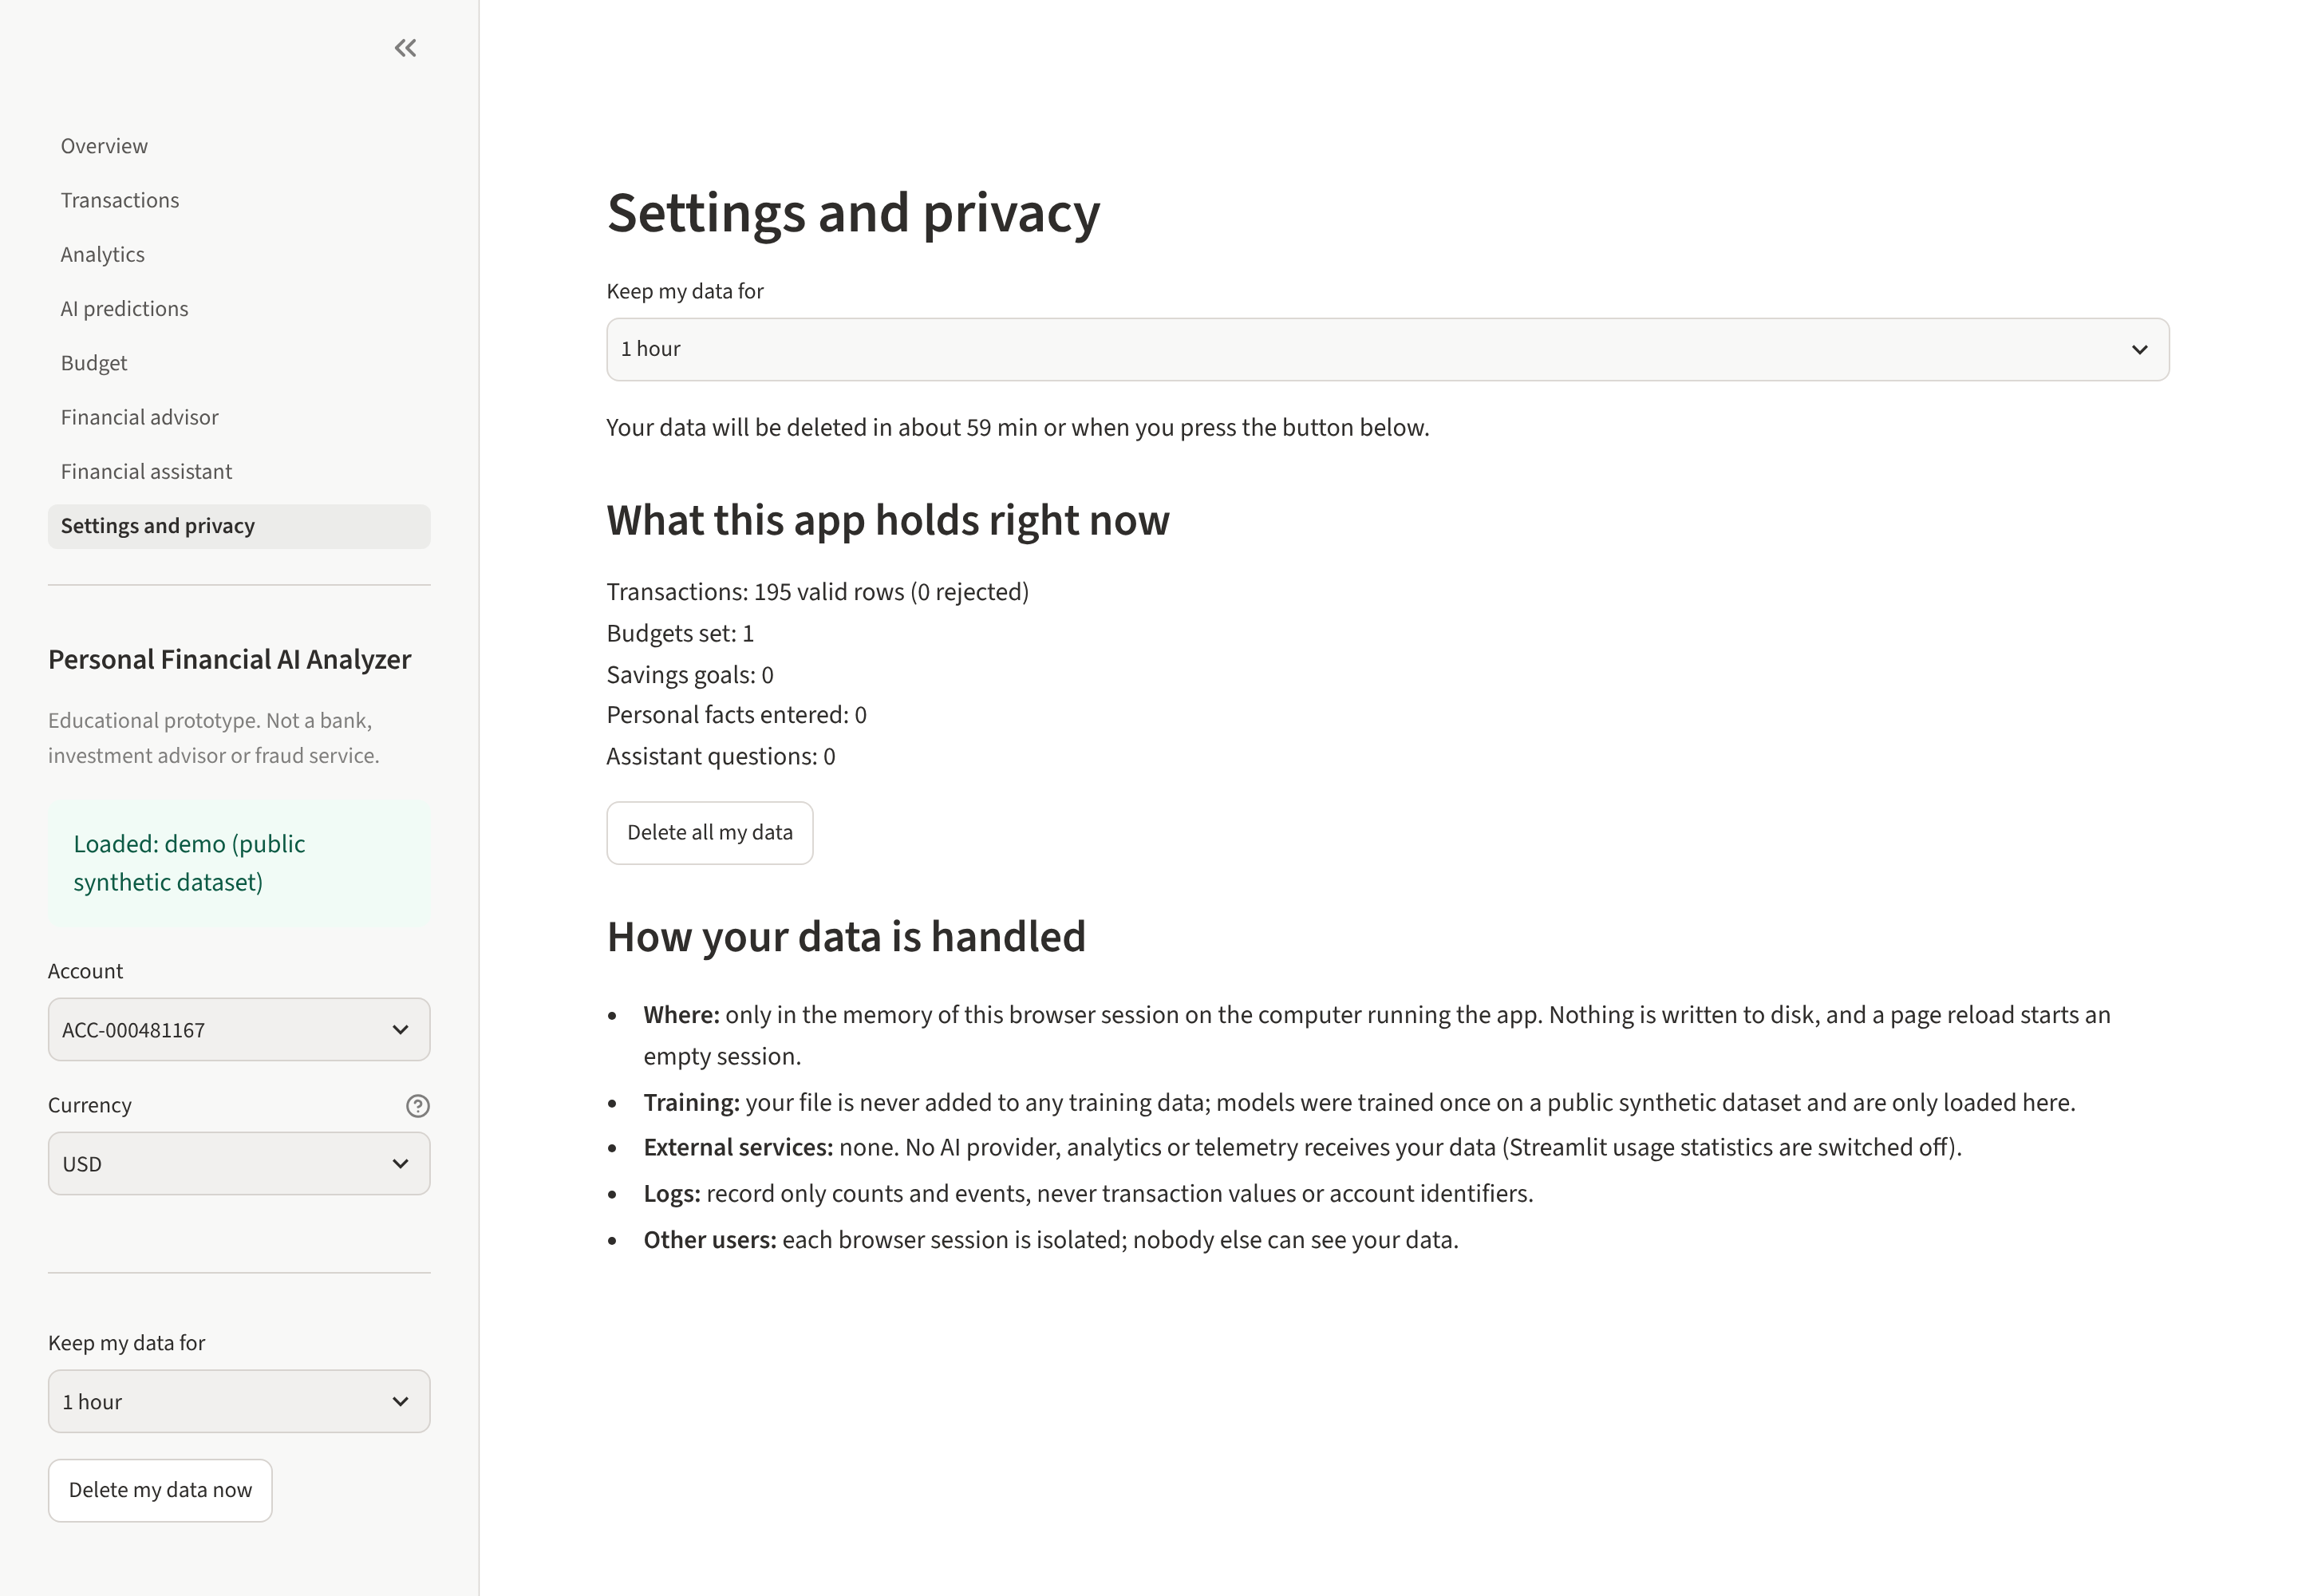 Overview
Transactions
Analytics
AI predictions
Budget
Financial advisor
Financial assistant
Settings and privacy
Personal Financial AI Analyzer
Educational prototype. Not a bank,
investment advisor or fraud service.
Loaded: demo (public
synthetic dataset)
Account
ACC-000481167
Currency
USD
Keep my data for
1 hour
Delete my data now
Settings and privacy
Keep my data for
1 hour
Your data will be deleted in about 59 min or when you press the button below.
What this app holds right now
Transactions: 195 valid rows (0 rejected)
Budgets set: 1
Savings goals: 0
Personal facts entered: 0
Assistant questions: 0
Delete all my data
How your data is handled
• Where: only in the memory of this browser session on the computer running the app. Nothing is written to disk, and a page reload starts an
empty session.
• Training: your file is never added to any training data; models were trained once on a public synthetic dataset and are only loaded here.
• External services: none. No AI provider, analytics or telemetry receives your data (Streamlit usage statistics are switched off).
• Logs: record only counts and events, never transaction values or account identifiers.
• Other users: each browser session is isolated; nobody else can see your data.